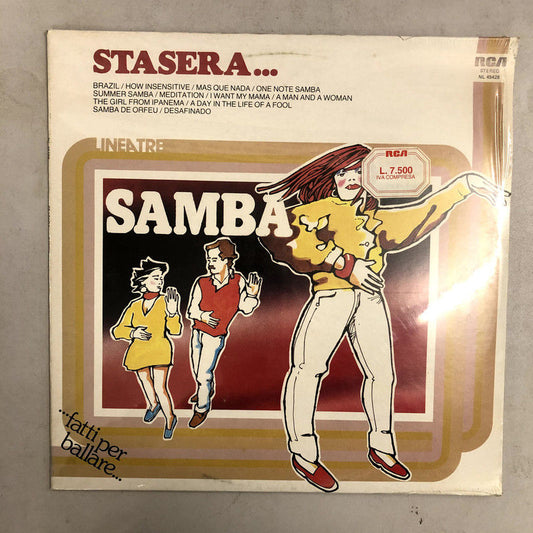 STASERA...
BRAZIL / HOW INSENSITIVE / MAS QUE NADA / ONE NOTE SAMBA
SUMMER SAMBA / MEDITATION / I WANT MY MAMA / A MAN AND A WOMAN
THE GIRL FROM IPANEMA / A DAY IN THE LIFE OF A FOOL
SAMBA DE ORFEU / DESAFINADO
RCA
STEREO
NL 45428
LINEATRE
RCA
L. 7.500
IVA COMPRESA
SAMBA
...fatti per
ballare...